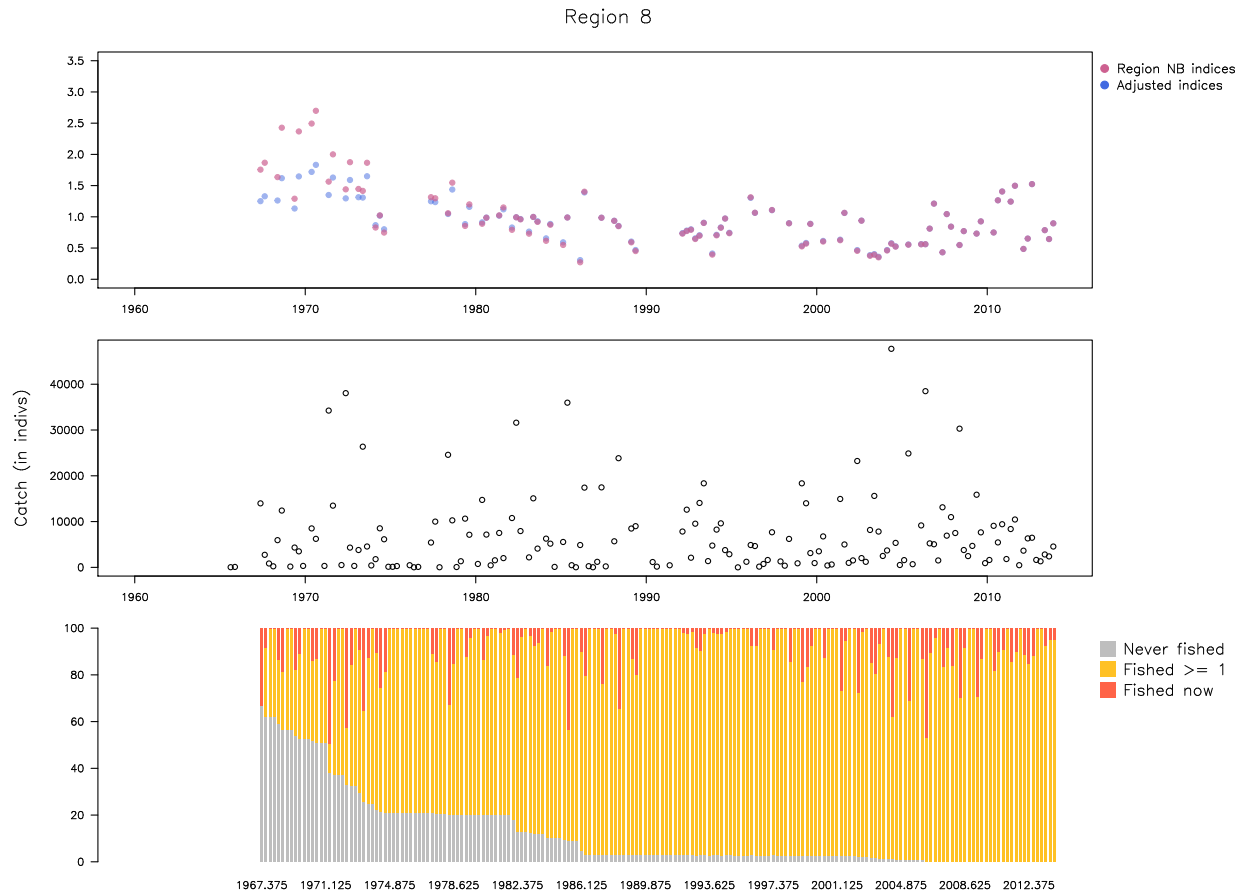 Region 8
3.5
3.0
2.5
2.0
1.5
1.0
0.5
0.0
1960 1970 1980 1990 2000 2010
Region NB indices
Adjusted indices
Catch (in indivs)
40000
30000
20000
10000
0
1960 1970 1980 1990 2000 2010
100
80
60
40
20
0
1967.375 1971.125 1974.875 1978.625 1982.375 1986.125 1989.875 1993.625 1997.375 2001.125 2004.875 2008.625 2012.375
Never fished
Fished >= 1
Fished now